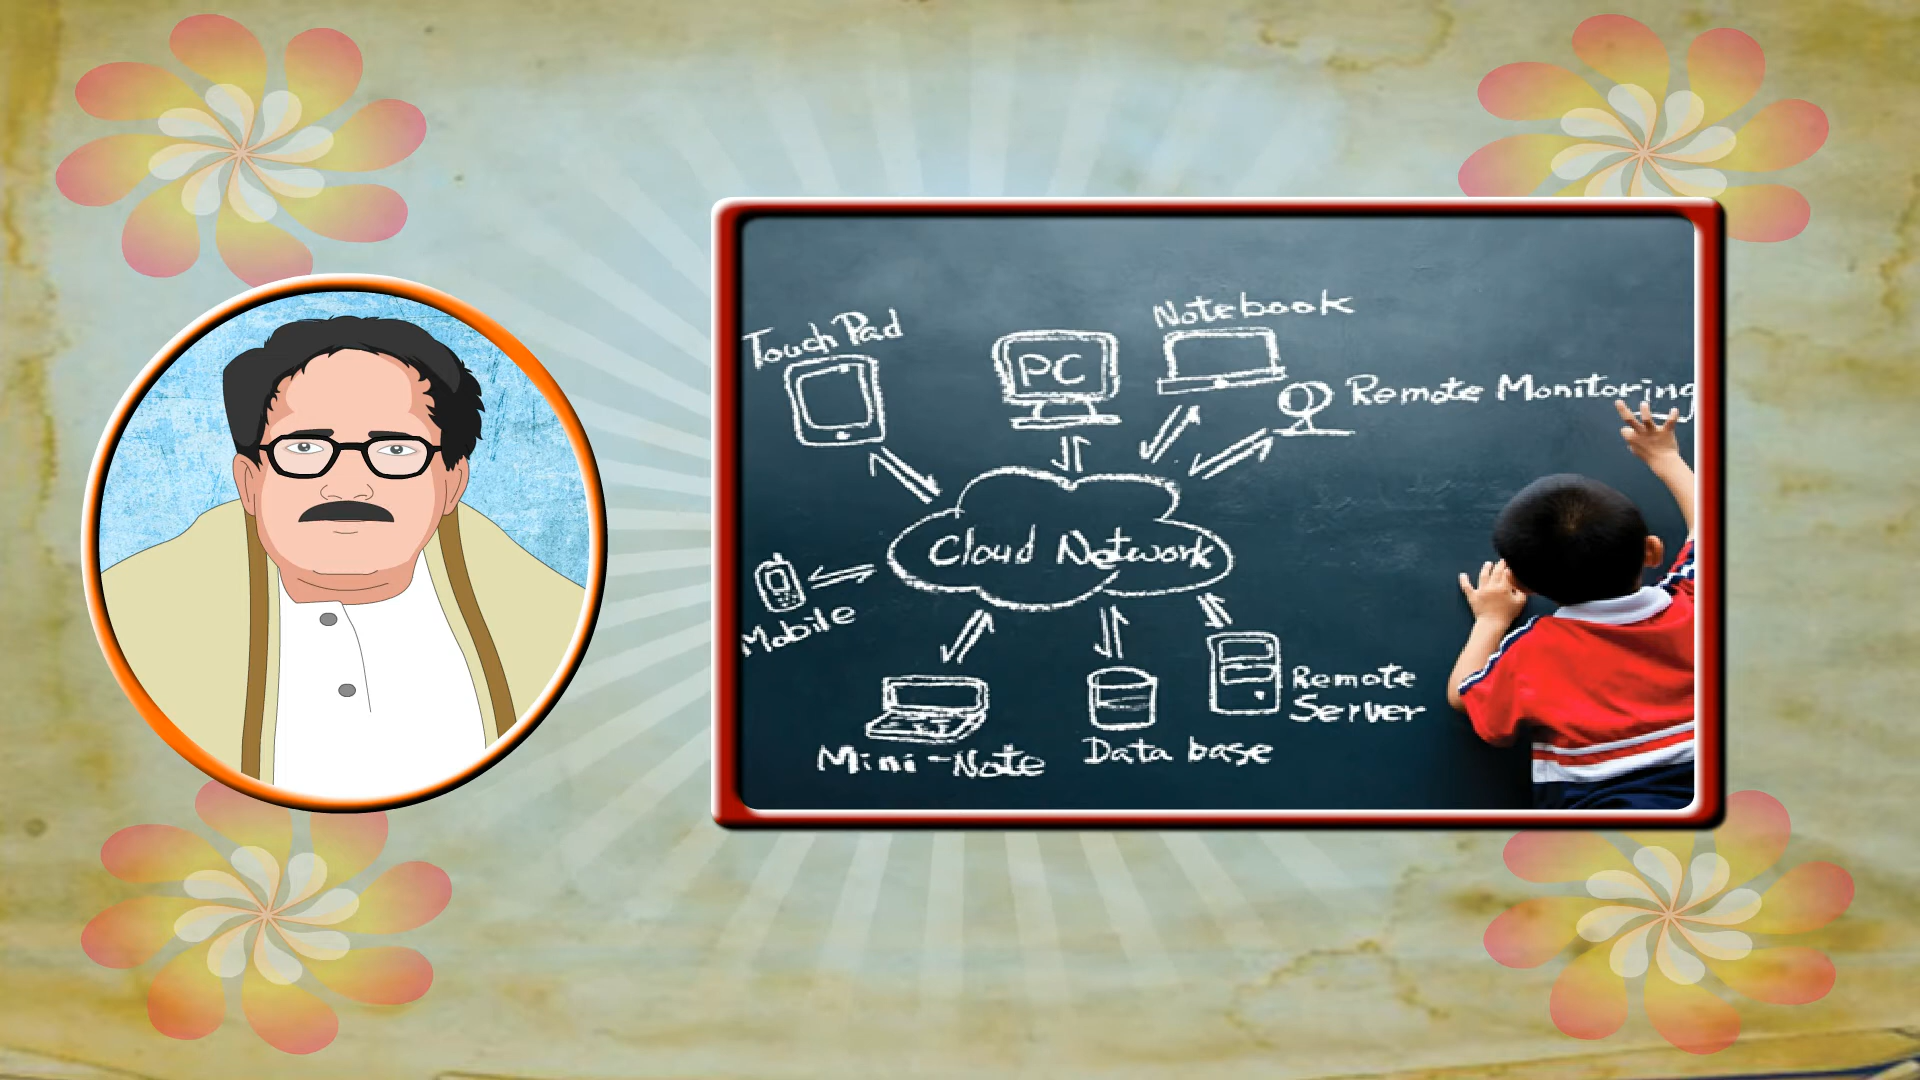 Notebook
Touch Pad
PC
Remote Monitoring
Cloud Network
Mobile
Remote
Server
Data base
Mini-Note